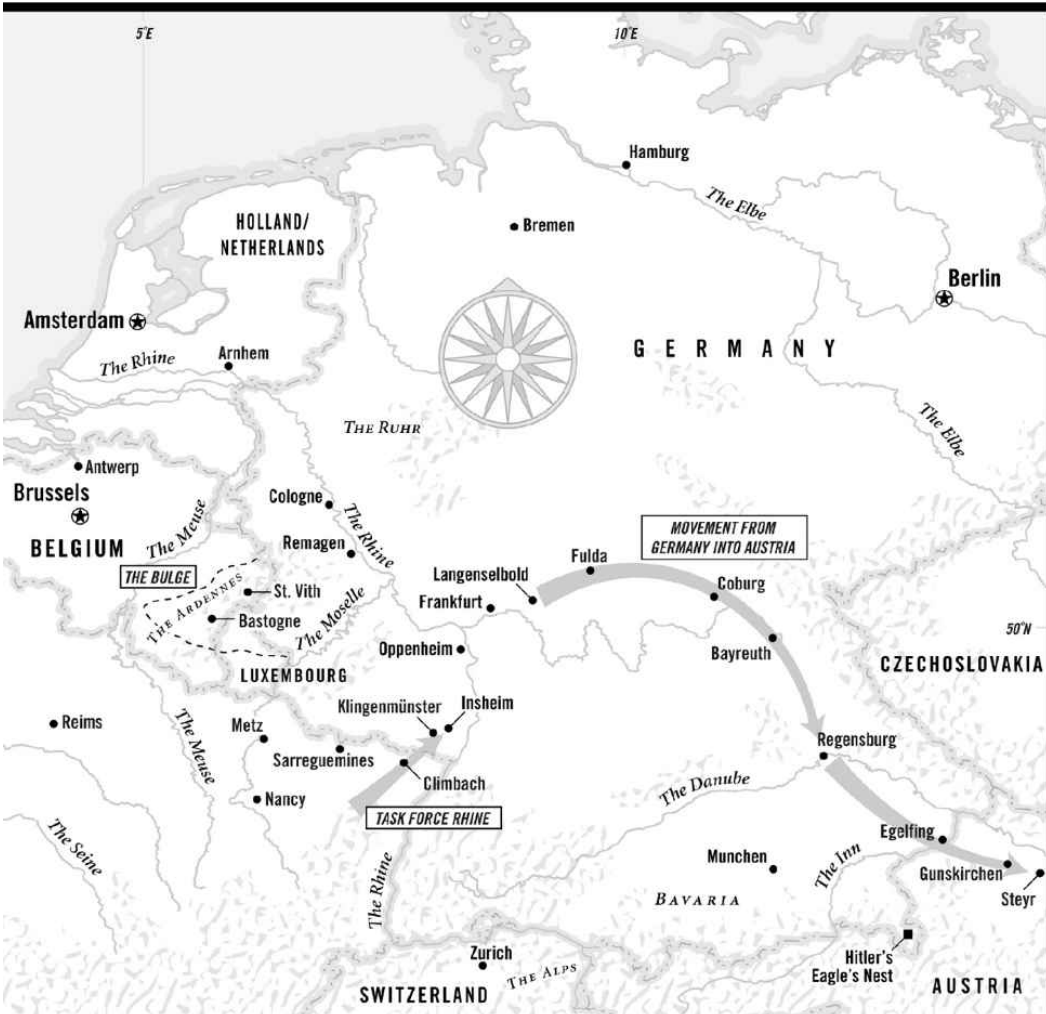 5°E
10°E
Hamburg
The Elbe
Bremen
HOLLAND/
NETHERLANDS
Berlin
Amsterdam
GERMANY
The Rhine
Arnhem
The Elbe
THE RUHR
Antwerp
Brussels
Cologne
The Rhine
The Meuse
BELGIUM
Remagen
MOVEMENT FROM
GERMANY INTO AUSTRIA
Fulda
THE BULGE
THE ARDENNES
St. Vith
Langenselbold
Coburg
Bastogne
The Moselle
Frankfurt
50°N
Oppenheim
Bayreuth
CZECHOSLOVAKIA
LUXEMBOURG
Klingenmünster
Insheim
Reims
The Meuse
Metz
Sarreguemines
Climbach
Regensburg
The Danube
Nancy
TASK FORCE RHINE
The Seine
The Rhine
Egelfing
Munchen
The Inn
Gunskirchen
Steyr
BAVARIA
Zurich
THE ALPS
Hitler's
Eagle's Nest
SWITZERLAND
AUSTRIA